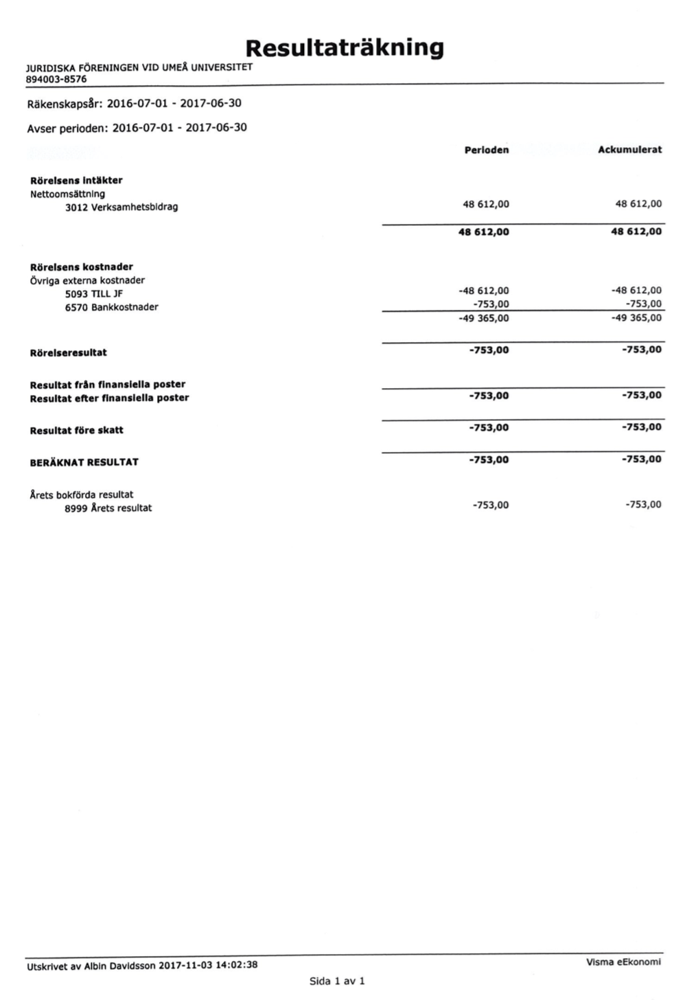 Resultaträkning
JURIDISKA FÖRENINGEN VID UMEÅ UNIVERSITET
894003-8576
Räkenskapsår: 2016-07-01 - 2017-06-30
Avser perioden: 2016-07-01 - 2017-06-30
Perioden Ackumulerat
Rörelsens intäkter
Nettoomsättning
3012 Verksamhetsbidrag 48 612,00 48 612,00
48 612,00 48 612,00
Rörelsens kostnader
Övriga externa kostnader
5093 TILL JF -48 612,00 -48 612,00
6570 Bankkostnader -753,00 -753,00
-49 365,00 -49 365,00
Rörelseresultat -753,00 -753,00
Resultat från finansiella poster
Resultat efter finansiella poster -753,00 -753,00
Resultat före skatt -753,00 -753,00
BERÄKNAT RESULTAT -753,00 -753,00
Årets bokförda resultat
8999 Årets resultat -753,00 -753,00
Utskrivet av Albin Davidsson 2017-11-03 14:02:38 Visma eEkonomi
Sida 1 av 1